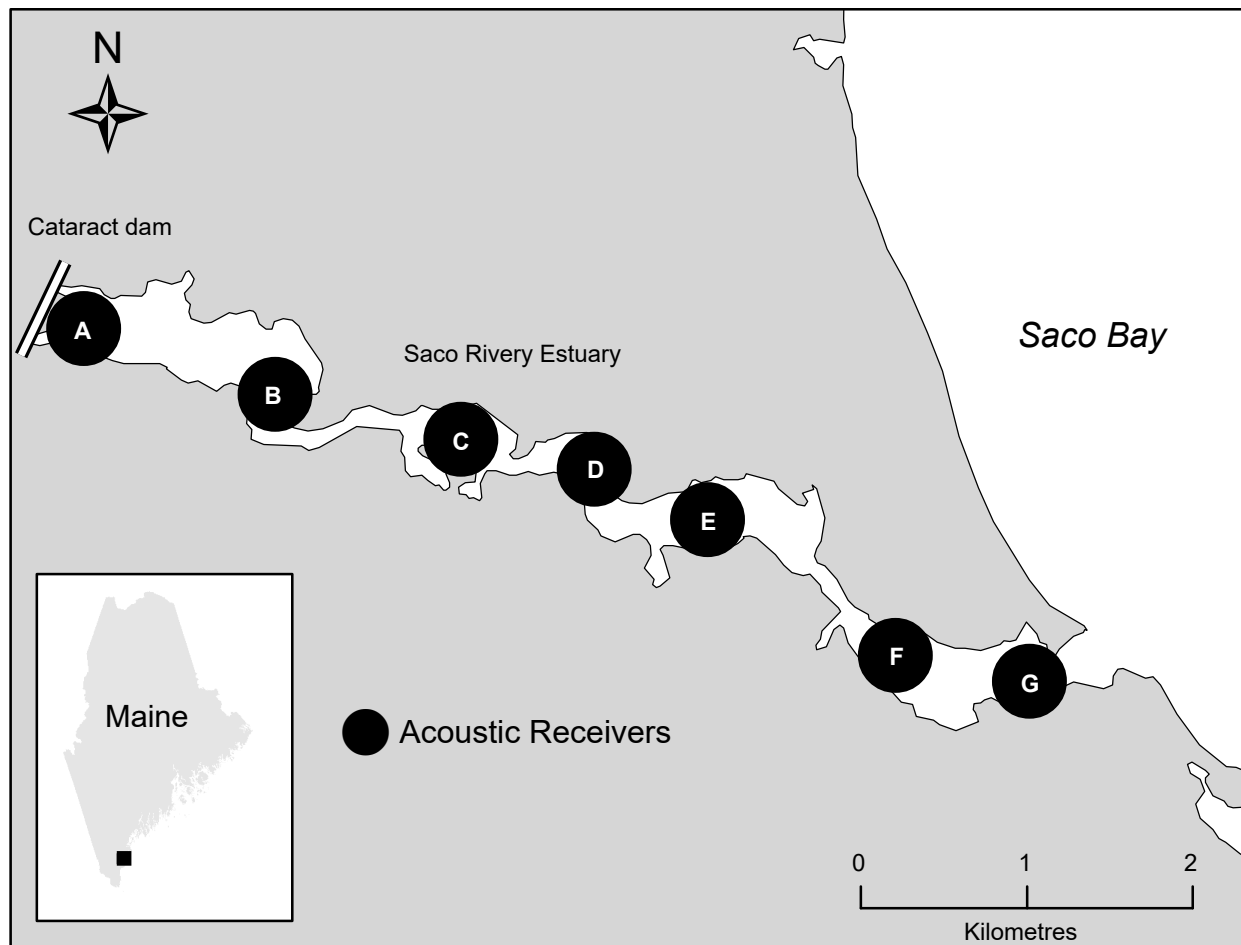 N
Cataract dam
Saco Rivery Estuary
Saco Bay
A
B
C
D
E
F
G
Maine
Acoustic Receivers
0 1 2
Kilometres